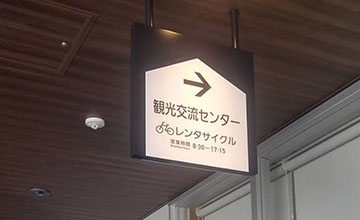 →
観光交流センター
レンタサイクル
営業時間 8:30−17:15